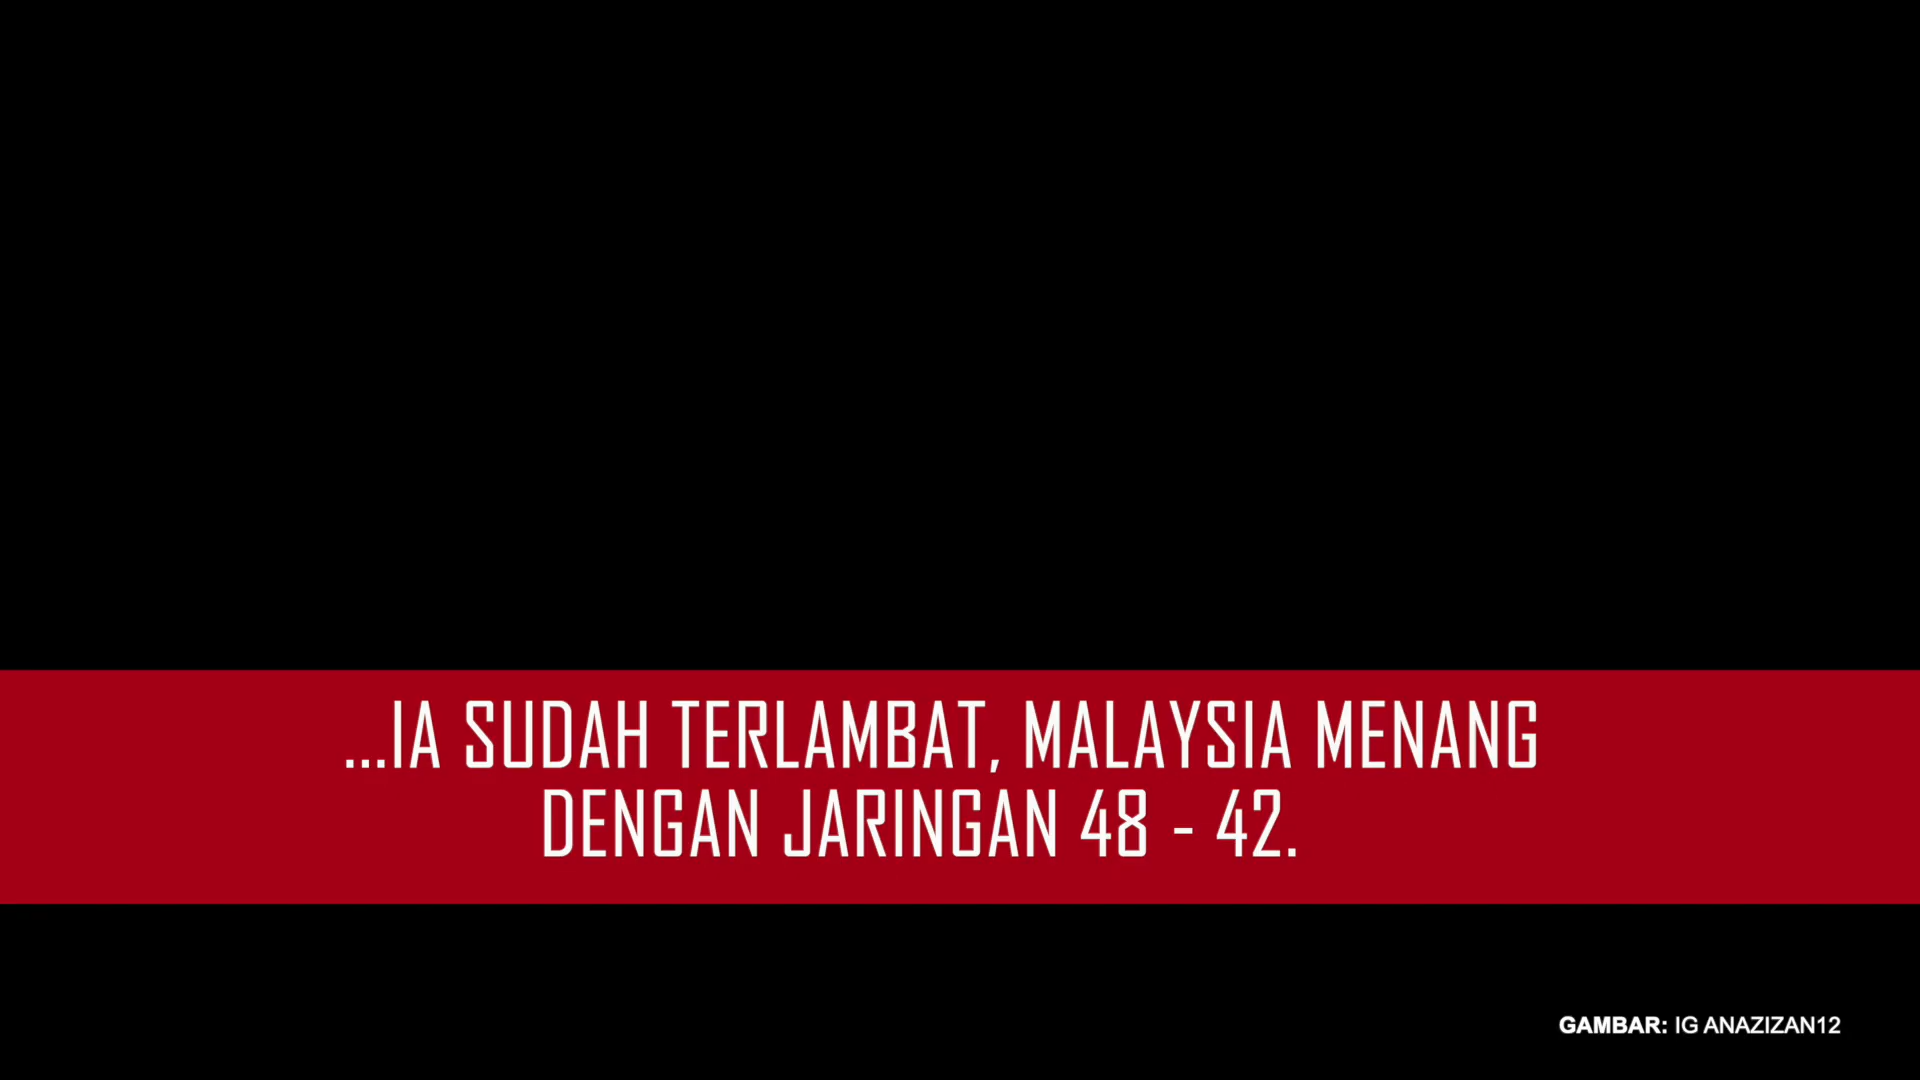 ...IA SUDAH TERLAMBAT, MALAYSIA MENANG
DENGAN JARINGAN 48 - 42.
GAMBAR: IG ANAZIZAN12